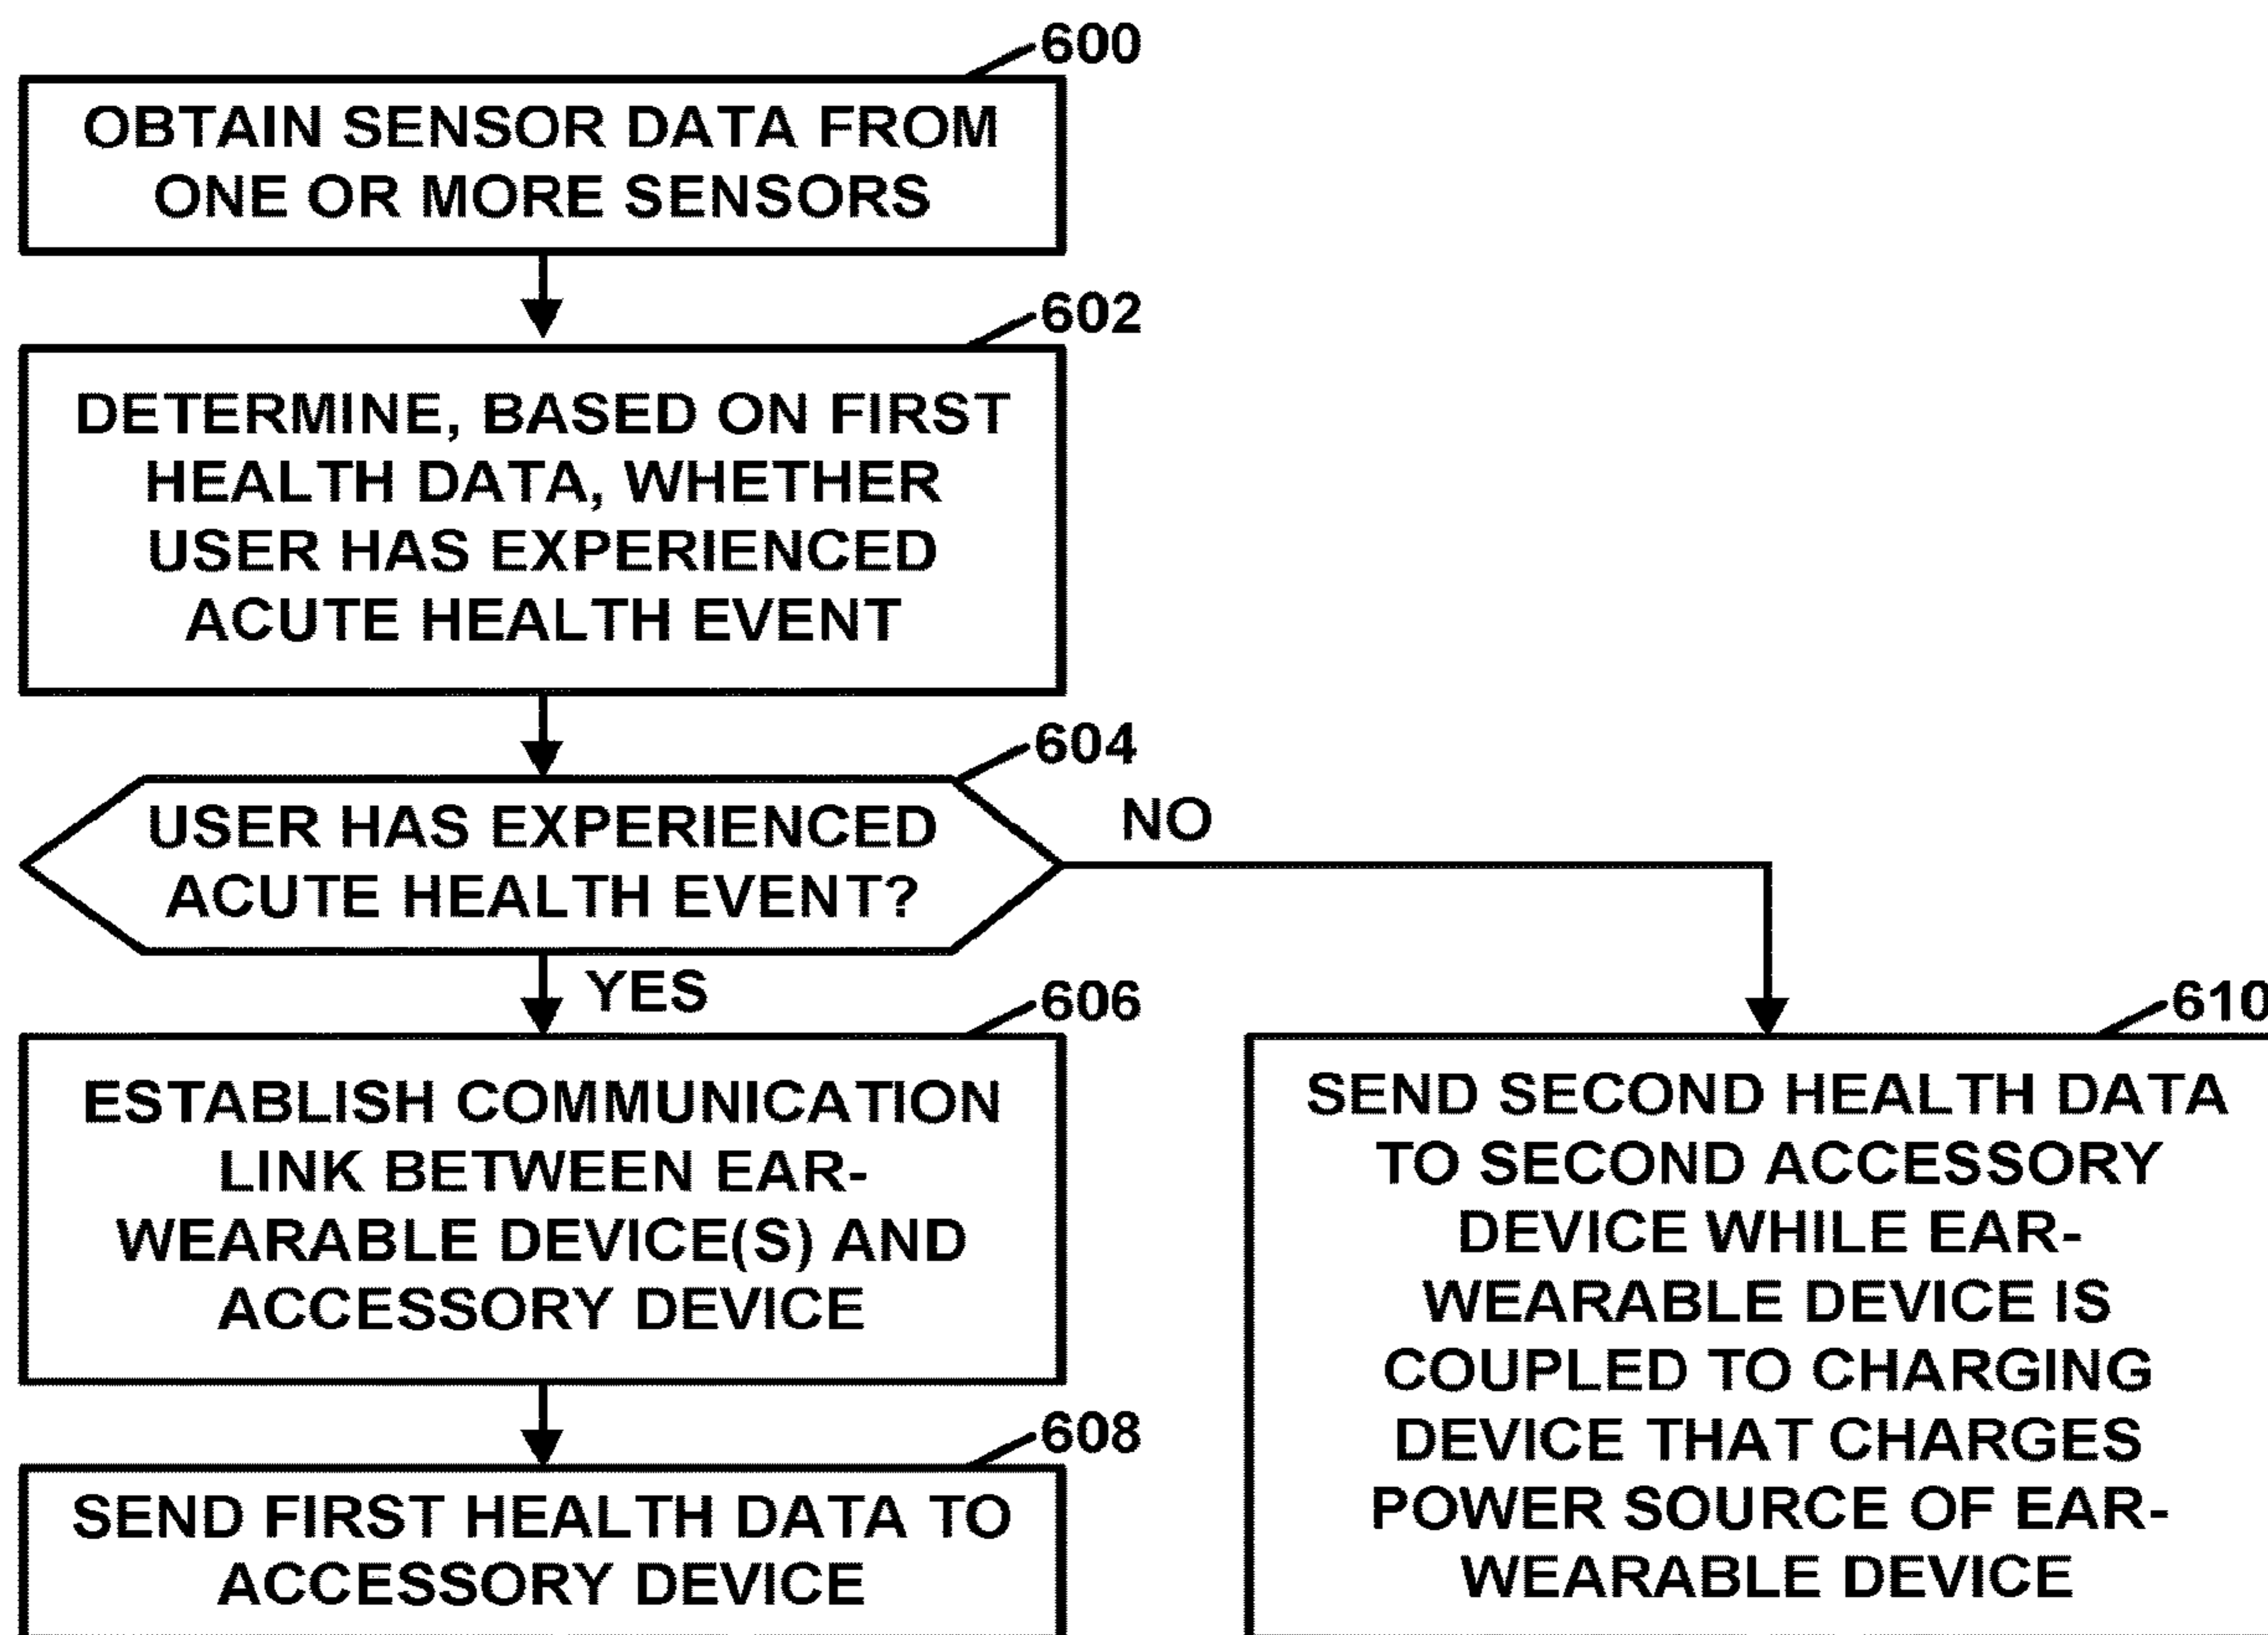 600
OBTAIN SENSOR DATA FROM
ONE OR MORE SENSORS
602
DETERMINE, BASED ON FIRST
HEALTH DATA, WHETHER
USER HAS EXPERIENCED
ACUTE HEALTH EVENT
604
USER HAS EXPERIENCED
ACUTE HEALTH EVENT?
NO
YES
606
ESTABLISH COMMUNICATION
LINK BETWEEN EAR-
WEARABLE DEVICE(S) AND
ACCESSORY DEVICE
608
SEND FIRST HEALTH DATA TO
ACCESSORY DEVICE
610
SEND SECOND HEALTH DATA
TO SECOND ACCESSORY
DEVICE WHILE EAR-
WEARABLE DEVICE IS
COUPLED TO CHARGING
DEVICE THAT CHARGES
POWER SOURCE OF EAR-
WEARABLE DEVICE